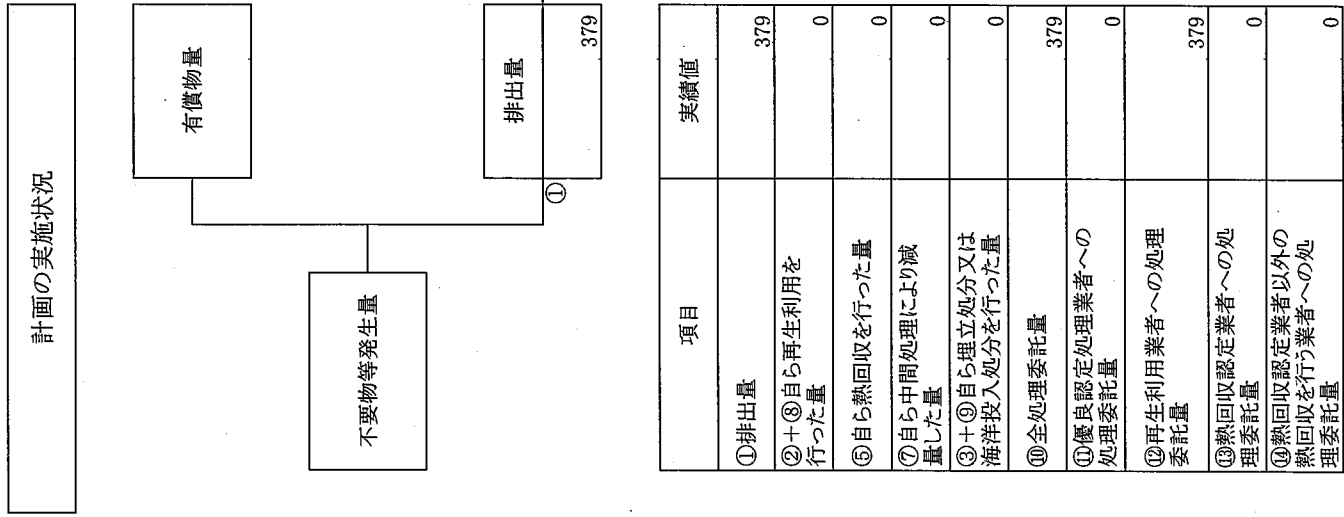 計画の実施状況
不要物等発生量
有償物量
①
排出量
379
項目
実績値
①排出量
379
②+⑧自ら再生利用を
行った量
0
⑤自ら熱回収を行った量
0
⑦自ら中間処理により減
量した量
0
③+⑨自ら埋立処分又は
海洋投入処分を行った量
0
⑩全処理委託量
379
⑪優良認定処理業者への
処理委託量
0
⑫再生利用業者への処理
委託量
379
⑬熱回収認定業者への処
理委託量
0
⑭熱回収認定業者以外の
熱回収を行う業者への処
理委託量
0